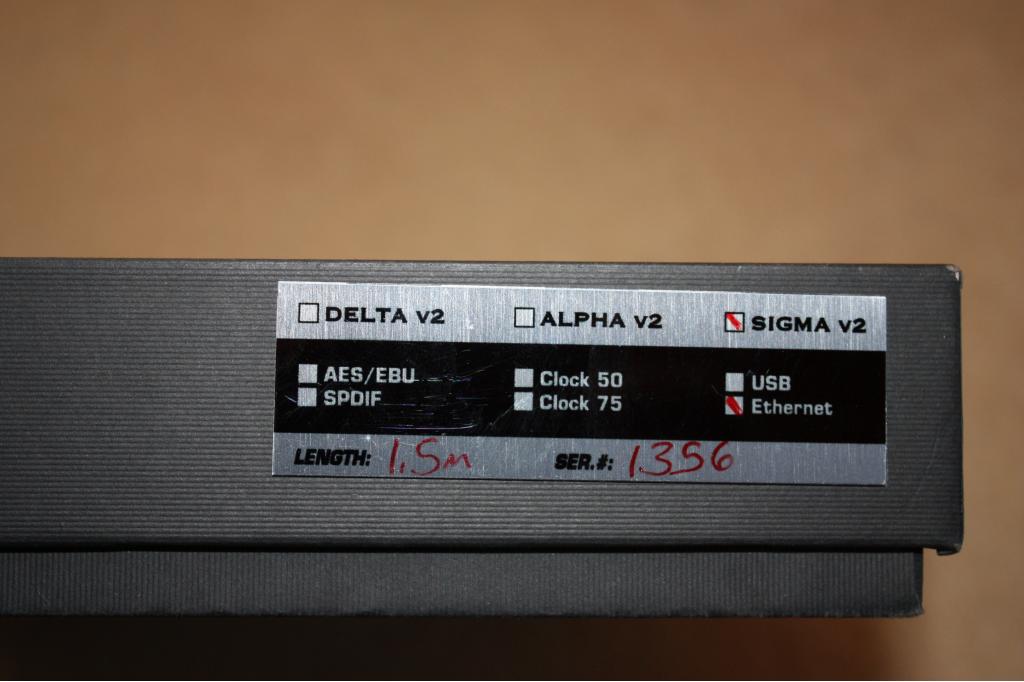 DELTA v2 ALPHA v2 SIGMA v2
AES/EBU Clock 50 USB
SPDIF Clock 75 Ethernet
LENGTH: 1.5m SER.#: 1356